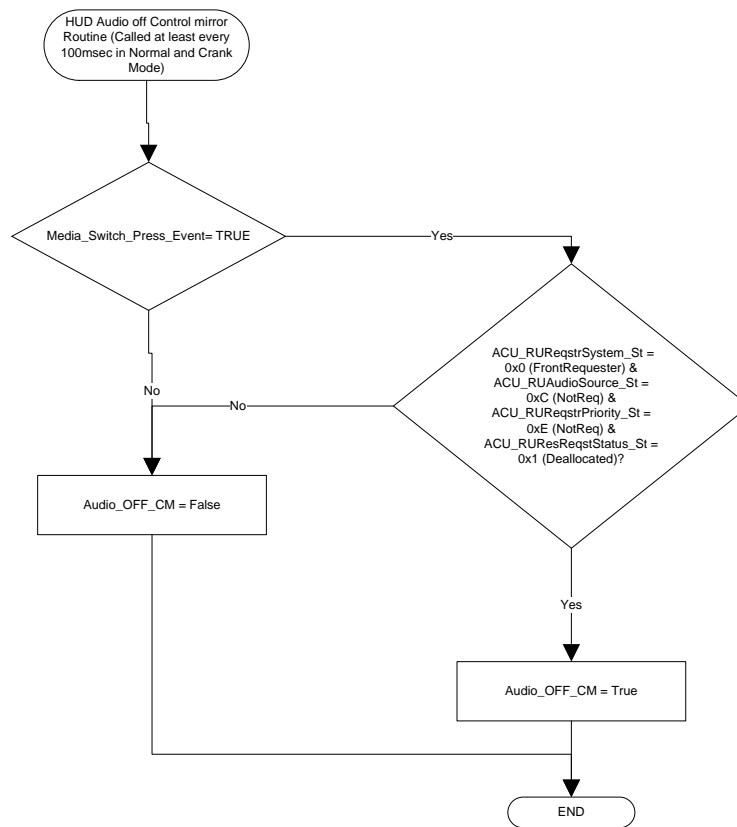 HUD Audio off Control mirror
Routine (Called at least every
100msec in Normal and Crank
Mode)
Media_Switch_Press_Event= TRUE
Yes
ACU_RUReqstrSystem_St =
0x0 (FrontRequester) &
ACU_RUAudioSource_St =
0xC (NotReq) &
ACU_RUReqstrPriority_St =
0xE (NotReq) &
ACU_RUResReqstStatus_St =
0x1 (Deallocated)?
No
No
Audio_OFF_CM = False
Yes
Audio_OFF_CM = True
END